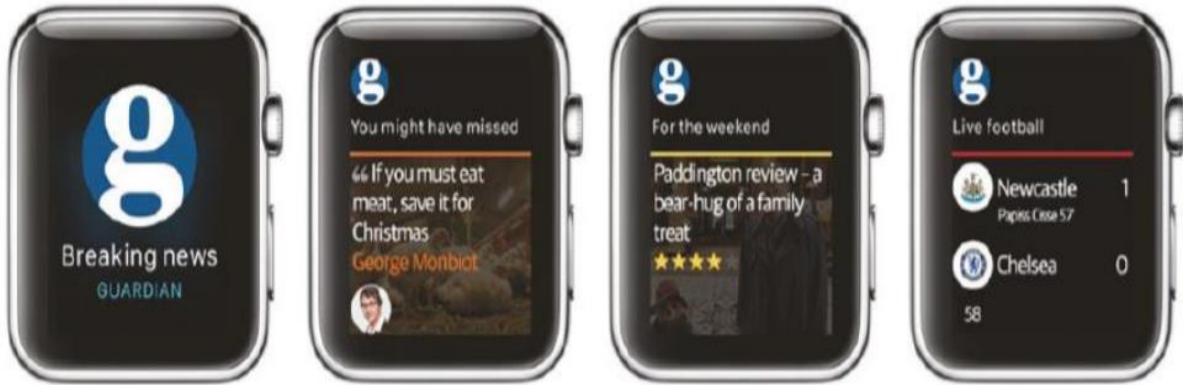 g
Breaking news
GUARDIAN
g
You might have missed
“ If you must eat
meat, save it for
Christmas
George Monbiot
g
For the weekend
Paddington review – a
bear-hug of a family
treat
g
Live football
Newcastle 1
Papiss Cisse 57'
Chelsea 0
58